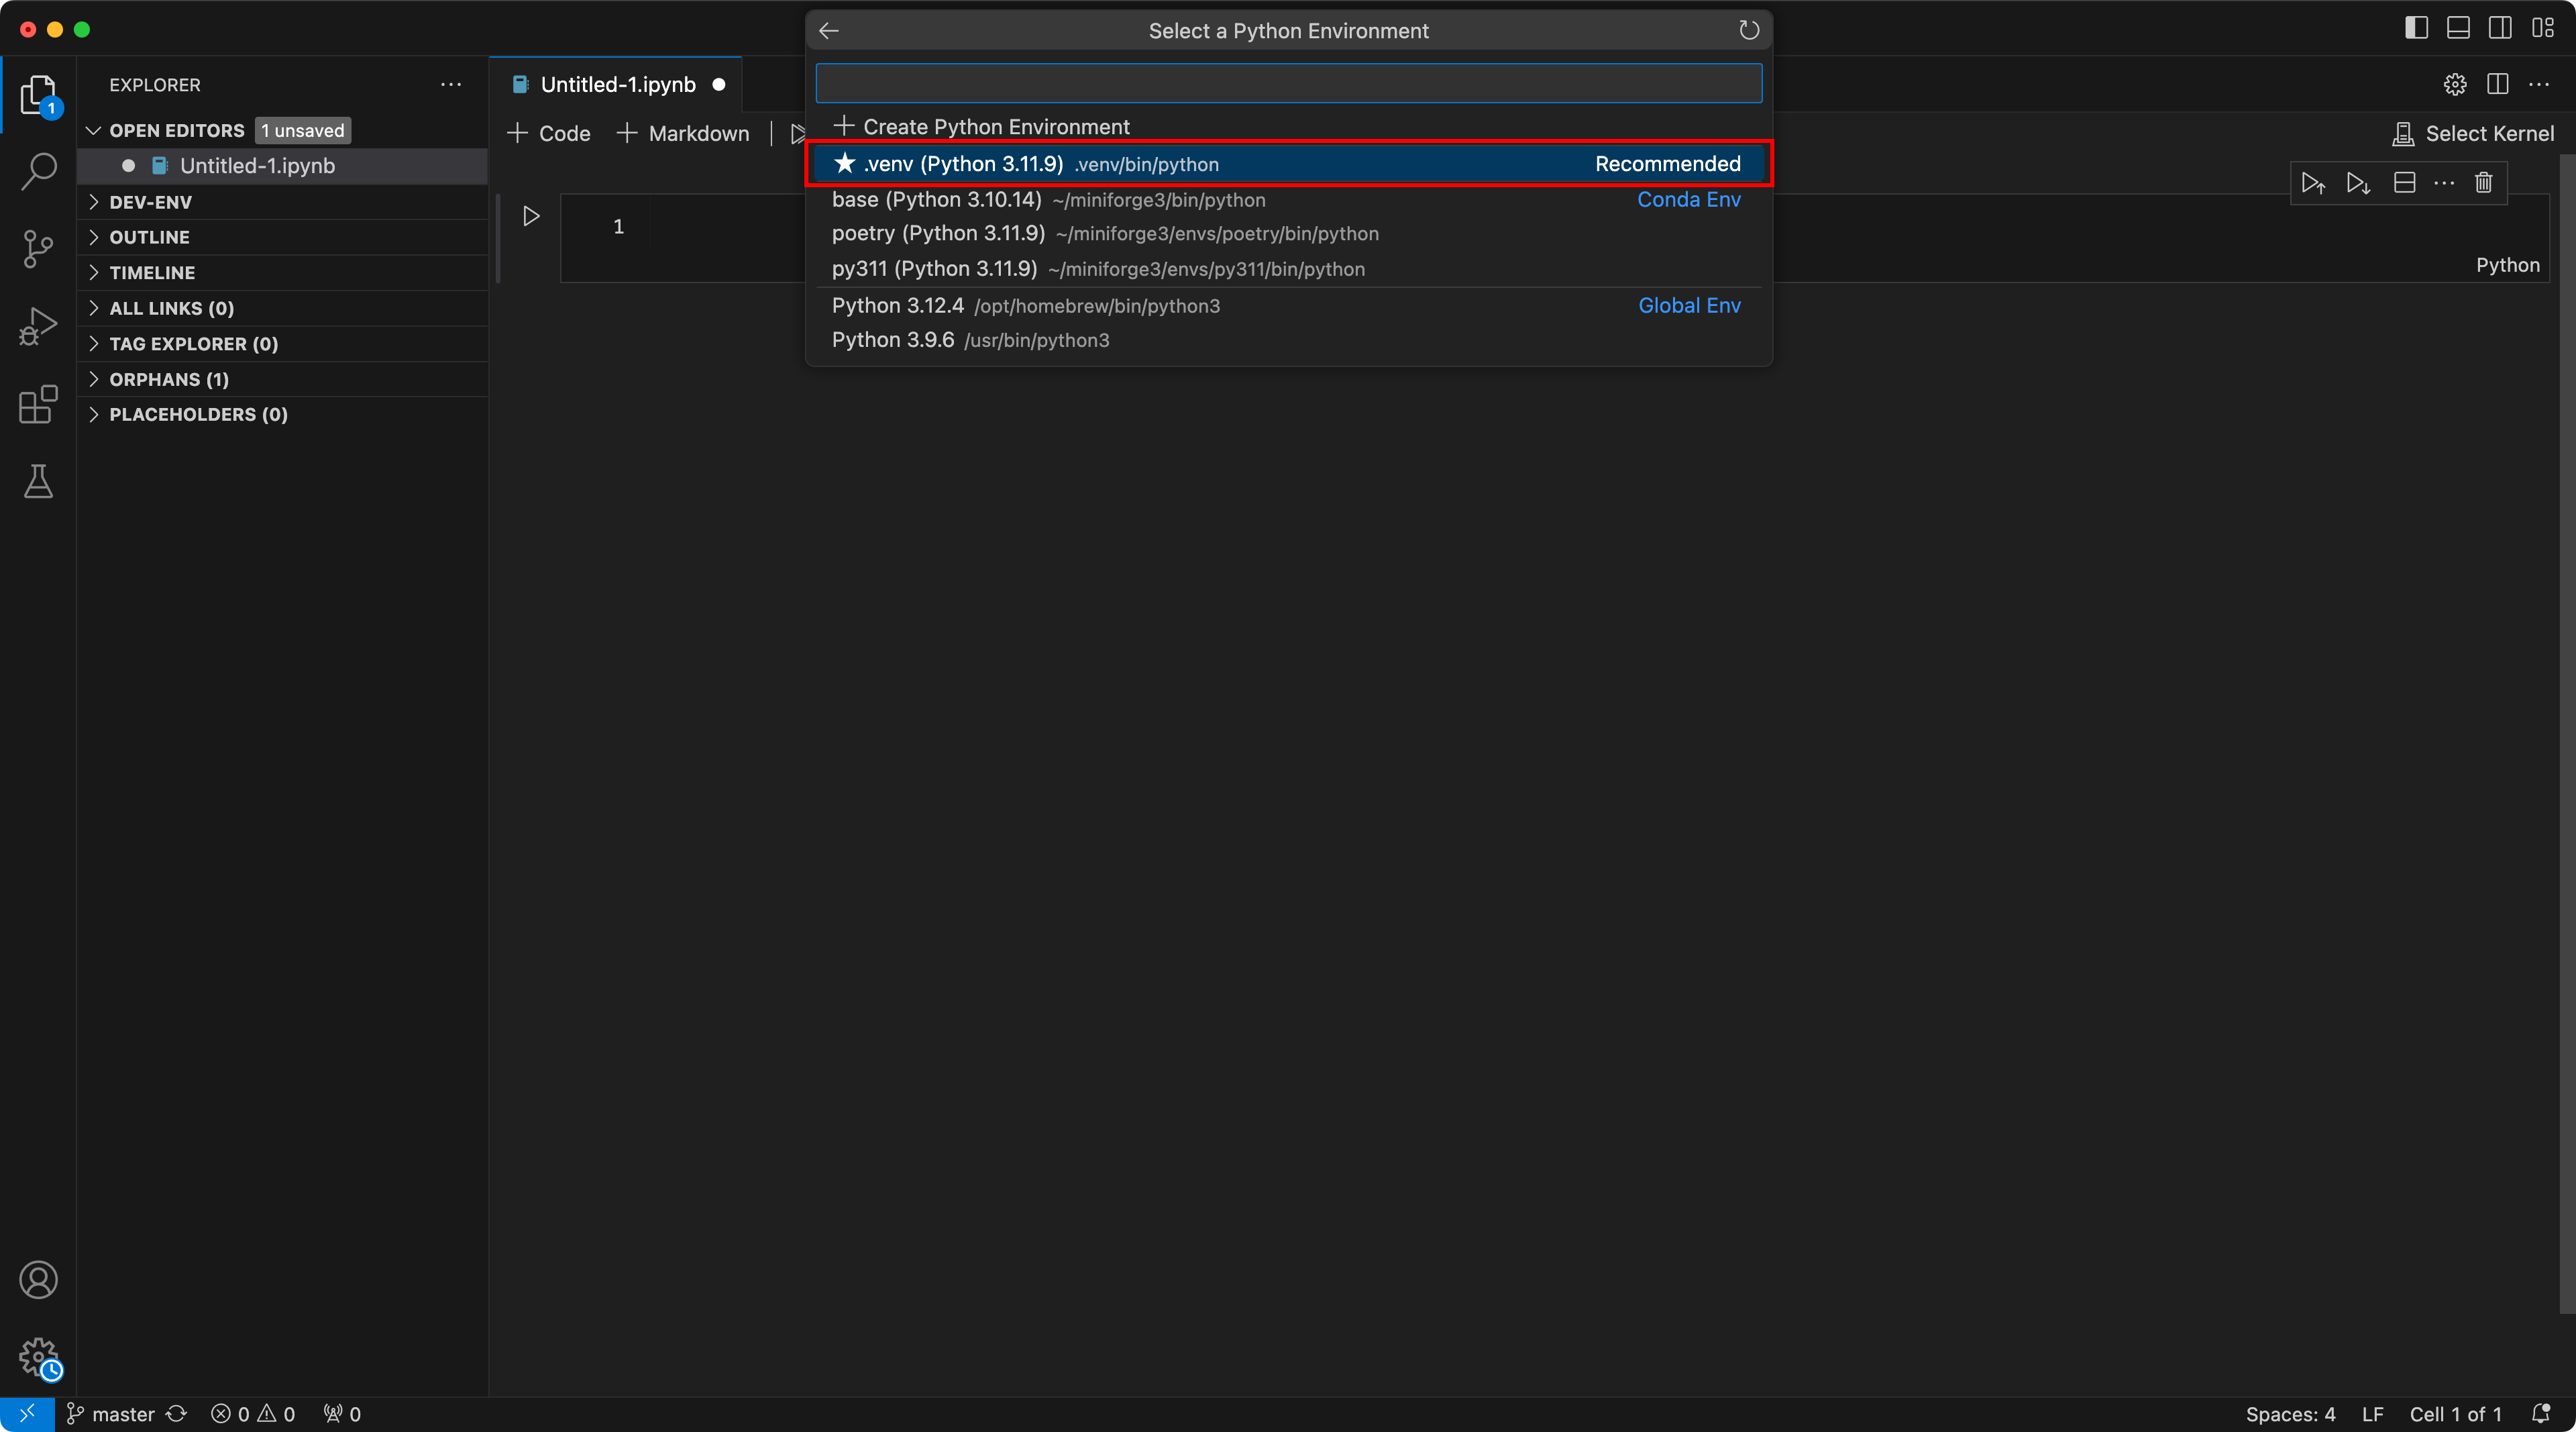 Select a Python Environment
EXPLORER
Untitled-1.ipynb
OPEN EDITORS 1 unsaved
Untitled-1.ipynb
DEV-ENV
OUTLINE
TIMELINE
ALL LINKS (0)
TAG EXPLORER (0)
ORPHANS (1)
PLACEHOLDERS (0)
1
Code Markdown
Create Python Environment
.venv (Python 3.11.9) .venv/bin/python Recommended
base (Python 3.10.14) ~/miniforge3/bin/python Conda Env
poetry (Python 3.11.9) ~/miniforge3/envs/poetry/bin/python
py311 (Python 3.11.9) ~/miniforge3/envs/py311/bin/python
Python 3.12.4 /opt/homebrew/bin/python3 Global Env
Python 3.9.6 /usr/bin/python3
Select Kernel
1
Python
master 0 0 0
Spaces: 4 LF Cell 1 of 1